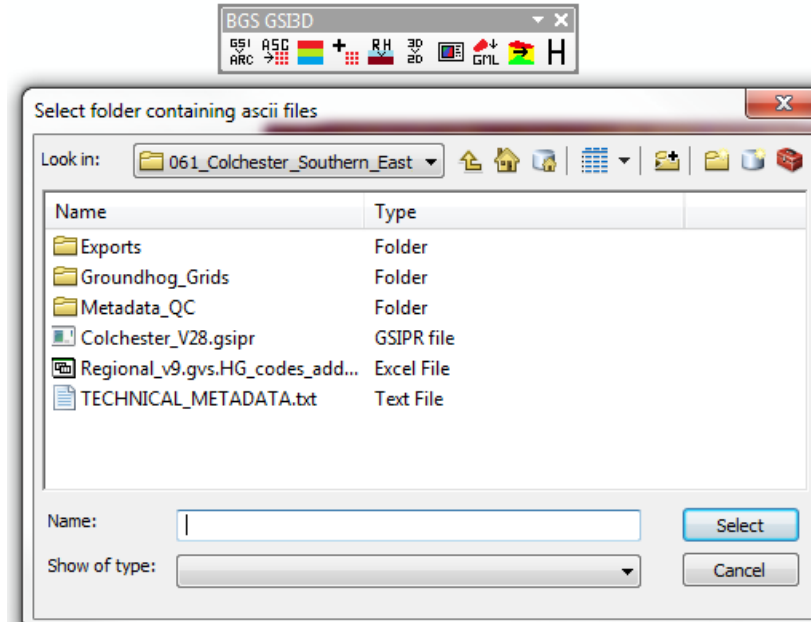 BGS GSI3D
GSI ARC ASC RH 3D 2D GML H
Select folder containing ascii files
Look in: 061_Colchester_Southern_East
Name Type
Exports Folder
Groundhog_Grids Folder
Metadata_QC Folder
Colchester_V28.gsipr GSIPR file
Regional_v9.gvs.HG_codes_add... Excel File
TECHNICAL_METADATA.txt Text File
Name:
Select
Show of type:
Cancel